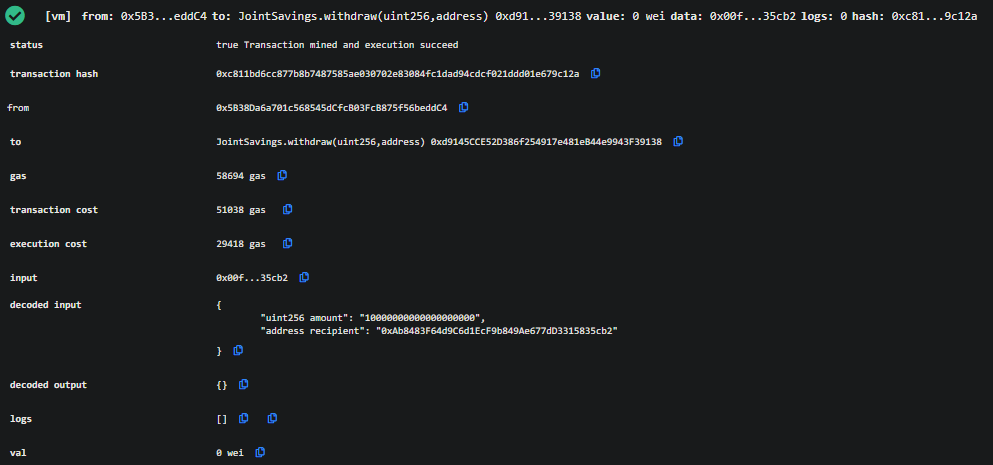 [vm] from: 0x5B3...eddC4 to: JointSavings.withdraw(uint256,address) 0xd91...39138 value: 0 wei data: 0x00f...35cb2 logs: 0 hash: 0xc81...9c12a
status true Transaction mined and execution succeed
transaction hash 0xc811bd6cc877b8b7487585ae030702e83084fc1dad94cdcf021ddd01e679c12a
from 0x5B38Da6a701c568545dCfcB03FcB875f56beddC4
to JointSavings.withdraw(uint256,address) 0xd9145CCE52D386f254917e481eB44e9943F39138
gas 58694 gas
transaction cost 51038 gas
execution cost 29418 gas
input 0x00f...35cb2
decoded input {
"uint256 amount": "10000000000000000000",
"address recipient": "0xAb8483F64d9C6d1EcF9b849Ae677dD3315835cb2"
}
decoded output {}
logs []
val 0 wei